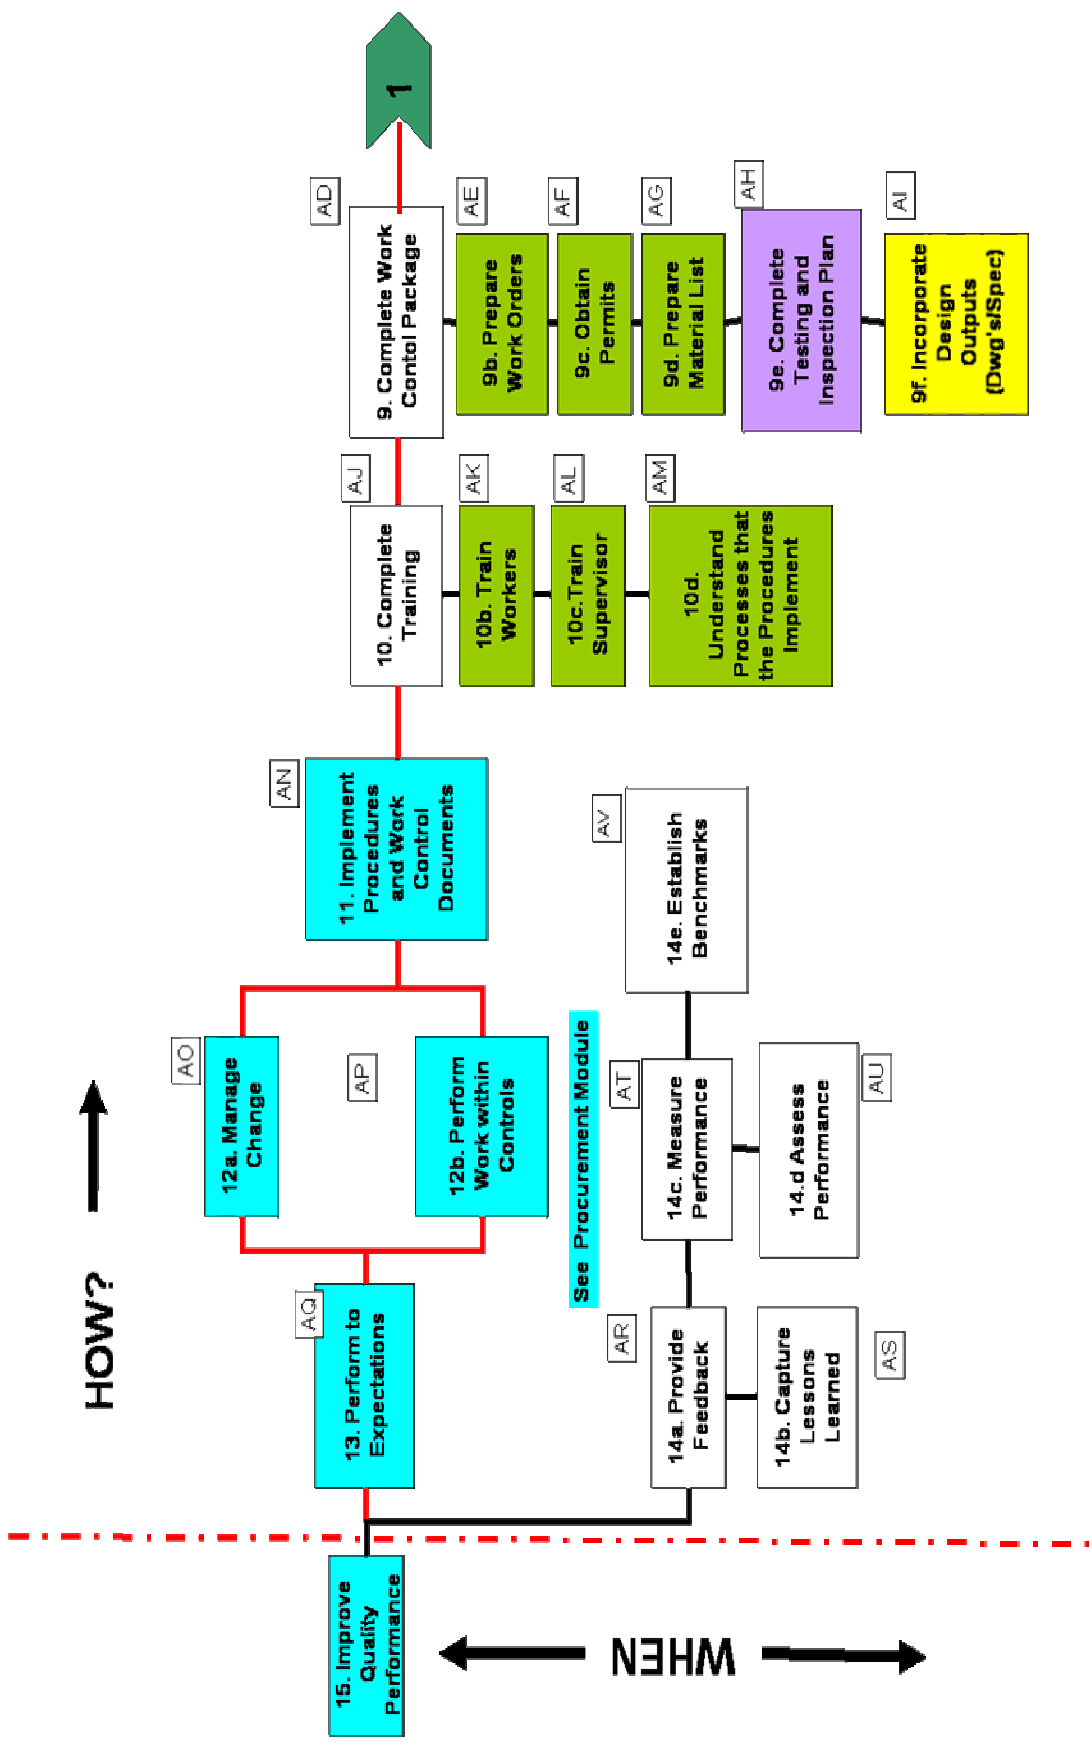 HOW?
15. Improve
Quality
Performance
WHEN
AQ
13. Perform to
Expectations
AO
12a. Manage
Change
AP
12b. Perform
Work within
Controls
AN
11. Implement
Procedures
and Work
Control
Documents
AJ
10. Complete
Training
AK
10b. Train
Workers
AL
10c.Train
Supervisor
AM
10d.
Understand
Processes that
the Procedures
Implement
AD
9. Complete Work
Contol Package
AE
9b. Prepare
Work Orders
AF
9c. Obtain
Permits
AG
9d. Prepare
Material List
AH
9e. Complete
Testing and
Inspection Plan
AI
9f. Incorporate
Design
Outputs
(Dwg's/Spec)
1
See Procurement Module
AR
14a. Provide
Feedback
AS
14b. Capture
Lessons
Learned
AT
14c. Measure
Performance
AU
14.d Assess
Performance
AV
14e. Establish
Benchmarks